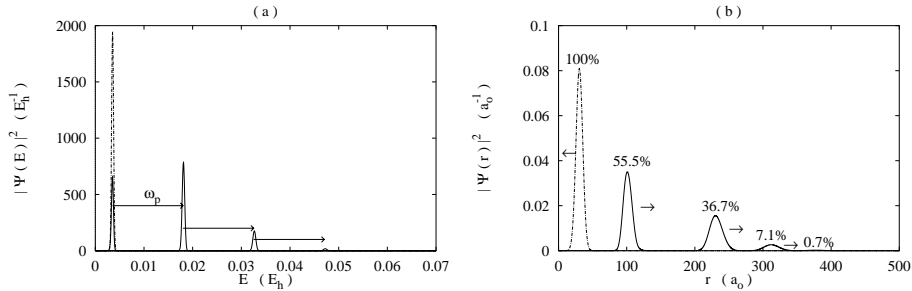 ( a )
|Ψ(E)|² (E_h⁻¹)
2000
1500
1000
500
0
ω_p
0 0.01 0.02 0.03 0.04 0.05 0.06 0.07
E (E_h)
( b )
|Ψ(r)|² (a_o⁻¹)
0.1
0.08
0.06
0.04
0.02
0
100%
55.5%
36.7%
7.1%
0.7%
0 100 200 300 400 500
r (a_o)